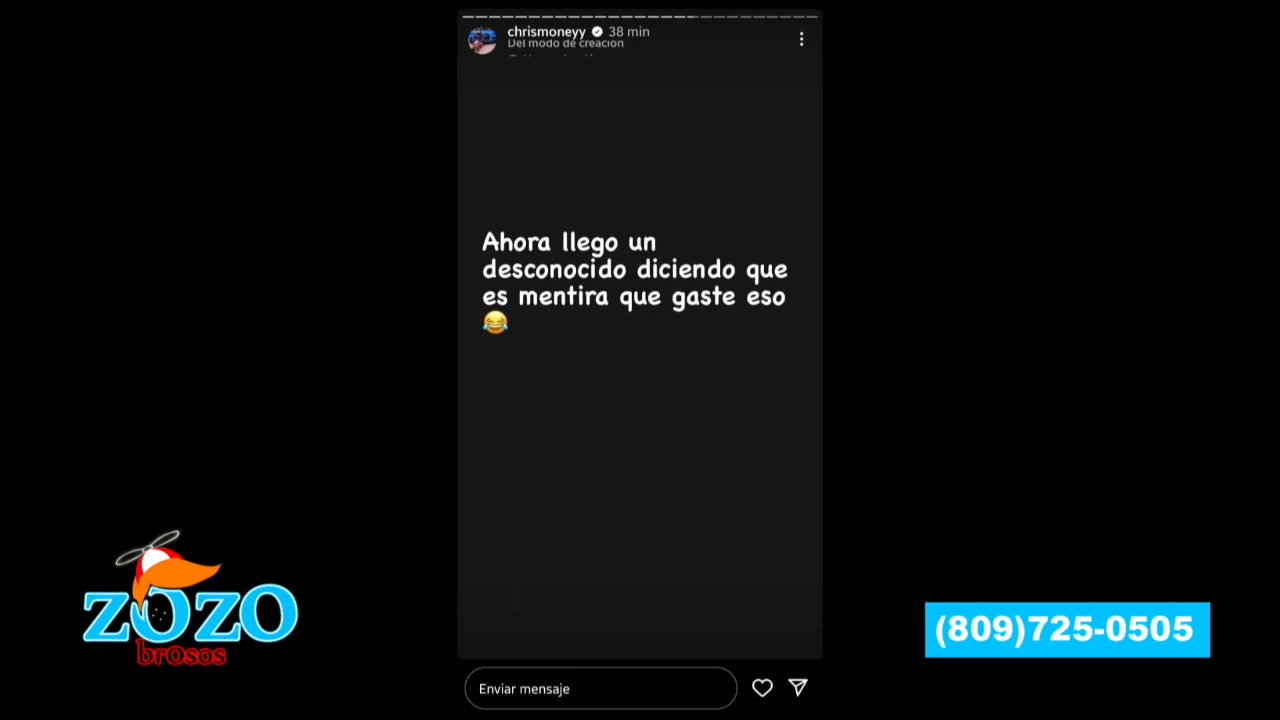 chrismoneyy 38 min
Del modo de creación
Ahora llego un
desconocido diciendo que
es mentira que gaste eso
😂
zozo
brOsos
(809)725-0505
Enviar mensaje